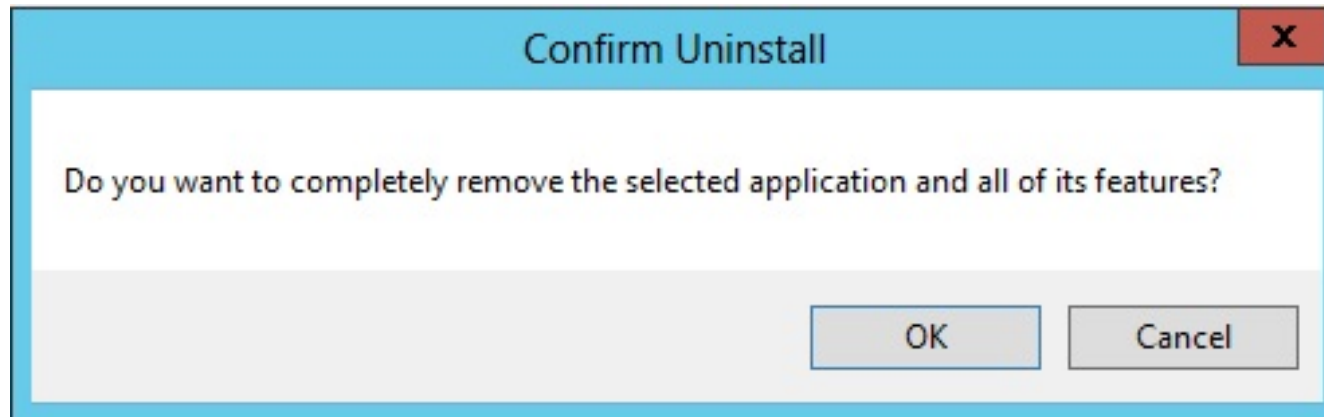 Confirm Uninstall
x
Do you want to completely remove the selected application and all of its features?
OK
Cancel